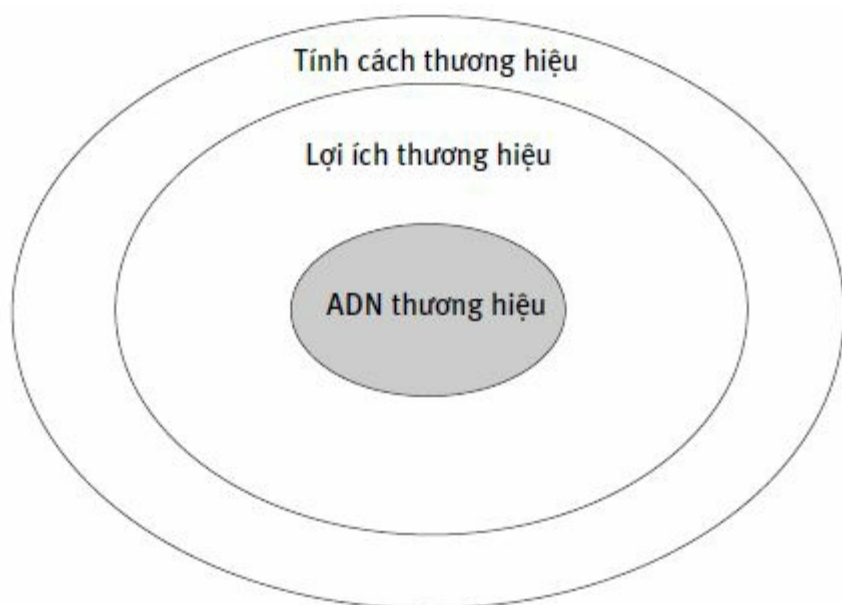 Tính cách thương hiệu
Lợi ích thương hiệu
ADN thương hiệu